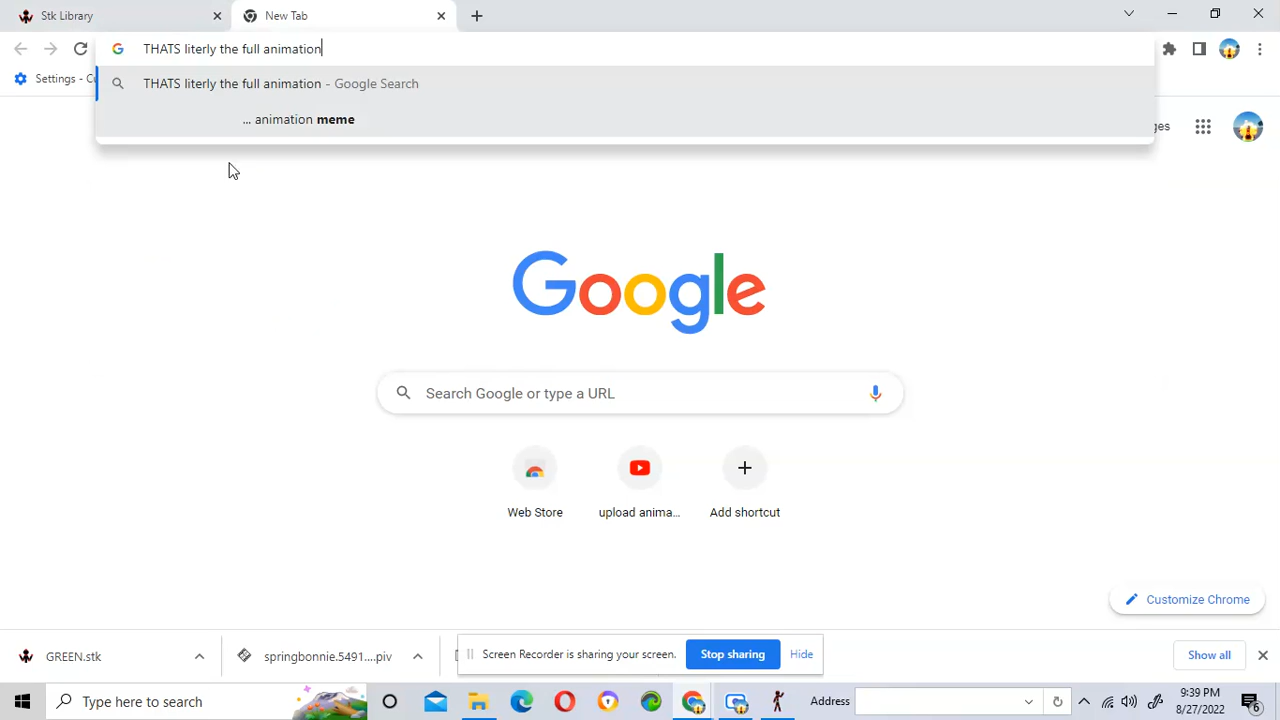 Stk Library
New Tab
THATS literly the full animation
Settings - Cu
THATS literly the full animation - Google Search
... animation meme
ges
Google
Search Google or type a URL
Web Store
upload anima...
Add shortcut
Customize Chrome
GREEN.stk
springbonnie.5491....piv
Screen Recorder is sharing your screen.
Stop sharing
Hide
Show all
Type here to search
Address
9:39 PM
8/27/2022
6